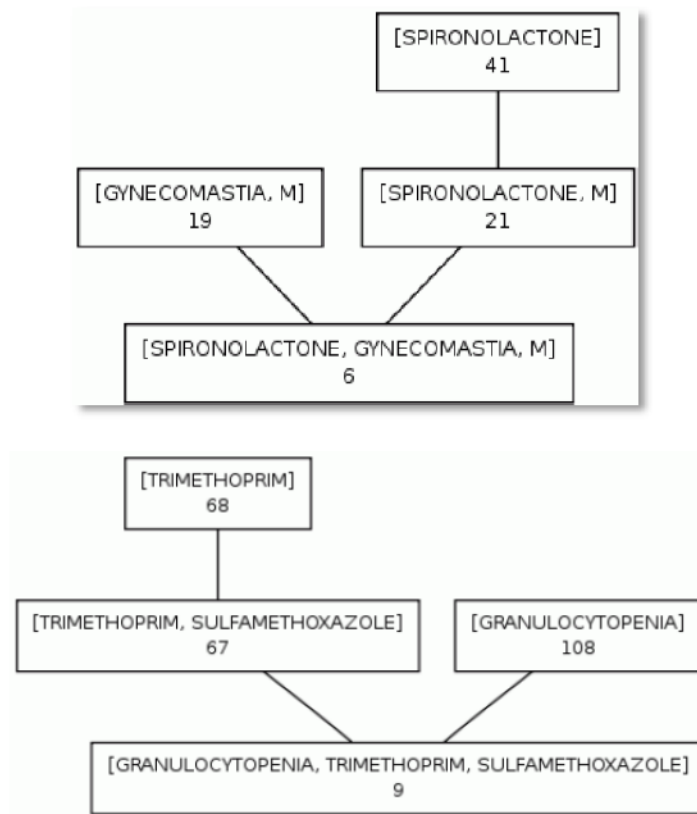 [SPIRONOLACTONE]
41
[GYNECOMASTIA, M]
19
[SPIRONOLACTONE, M]
21
[SPIRONOLACTONE, GYNECOMASTIA, M]
6
[TRIMETHOPRIM]
68
[TRIMETHOPRIM, SULFAMETHOXAZOLE]
67
[GRANULOCYTOPENIA]
108
[GRANULOCYTOPENIA, TRIMETHOPRIM, SULFAMETHOXAZOLE]
9